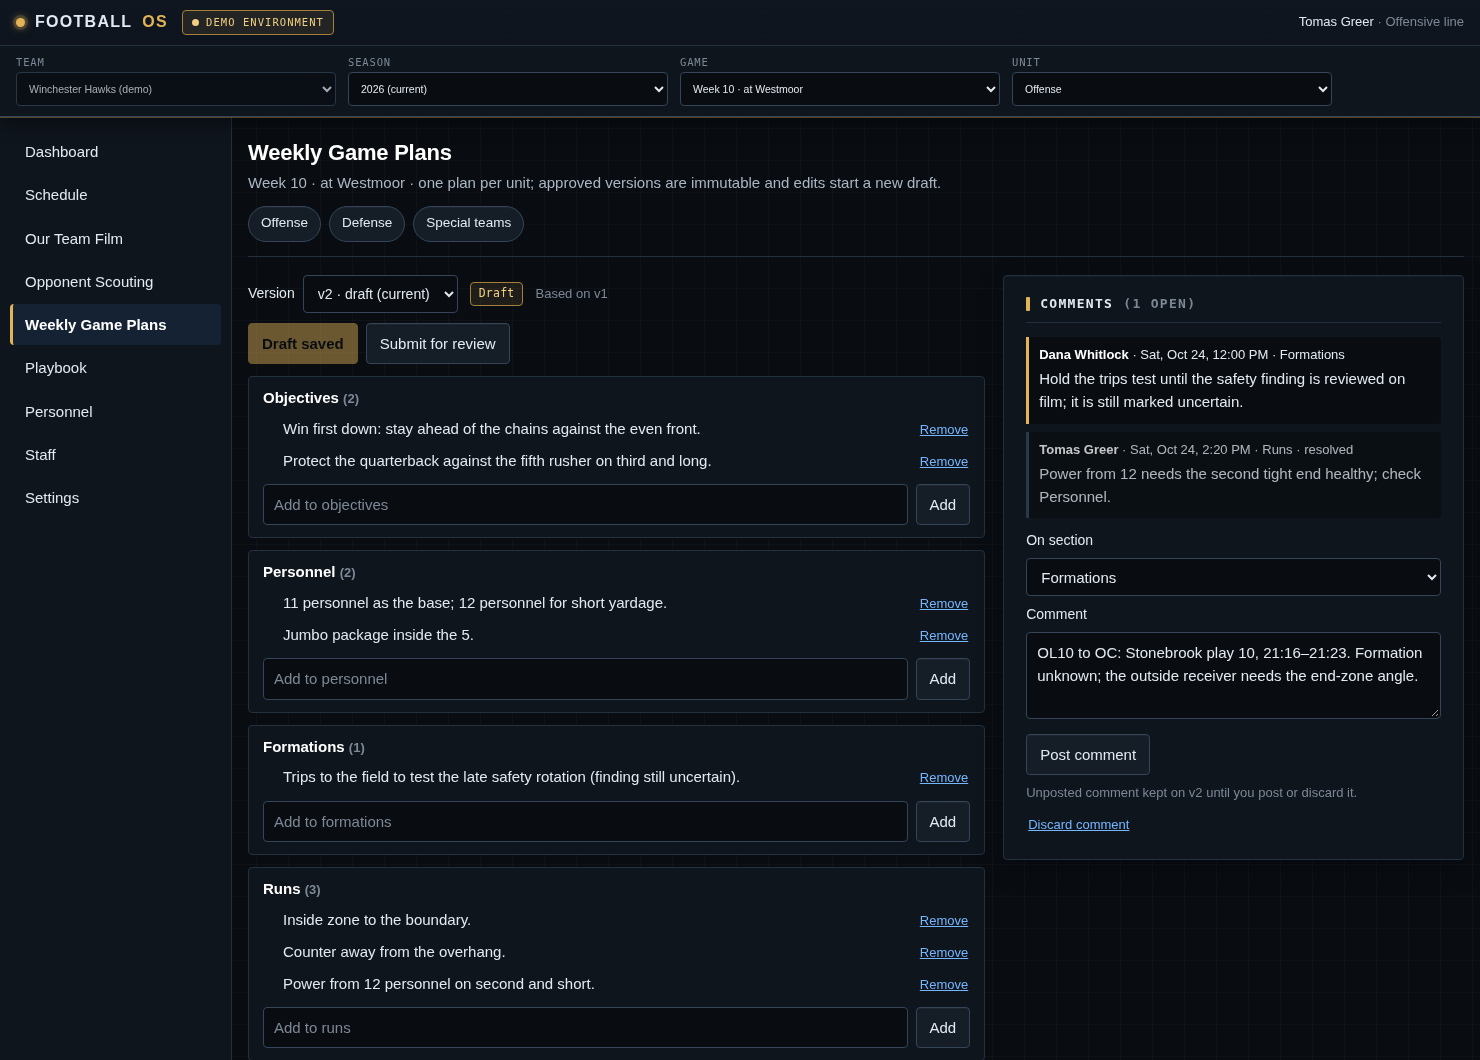 FOOTBALL OS
DEMO ENVIRONMENT
Tomas Greer · Offensive line
TEAM
Winchester Hawks (demo)
SEASON
2026 (current)
GAME
Week 10 · at Westmoor
UNIT
Offense
Dashboard
Schedule
Our Team Film
Opponent Scouting
Weekly Game Plans
Playbook
Personnel
Staff
Settings
Weekly Game Plans
Week 10 · at Westmoor · one plan per unit; approved versions are immutable and edits start a new draft.
Offense
Defense
Special teams
Version
v2 · draft (current)
Draft
Based on v1
Draft saved
Submit for review
Objectives (2)
Win first down: stay ahead of the chains against the even front.
Remove
Protect the quarterback against the fifth rusher on third and long.
Remove
Add to objectives
Add
Personnel (2)
11 personnel as the base; 12 personnel for short yardage.
Remove
Jumbo package inside the 5.
Remove
Add to personnel
Add
Formations (1)
Trips to the field to test the late safety rotation (finding still uncertain).
Remove
Add to formations
Add
Runs (3)
Inside zone to the boundary.
Remove
Counter away from the overhang.
Remove
Power from 12 personnel on second and short.
Remove
Add to runs
Add
COMMENTS (1 OPEN)
Dana Whitlock · Sat, Oct 24, 12:00 PM · Formations
Hold the trips test until the safety finding is reviewed on
film; it is still marked uncertain.
Tomas Greer · Sat, Oct 24, 2:20 PM · Runs · resolved
Power from 12 needs the second tight end healthy; check
Personnel.
On section
Formations
Comment
OL10 to OC: Stonebrook play 10, 21:16–21:23. Formation
unknown; the outside receiver needs the end-zone angle.
Post comment
Unposted comment kept on v2 until you post or discard it.
Discard comment